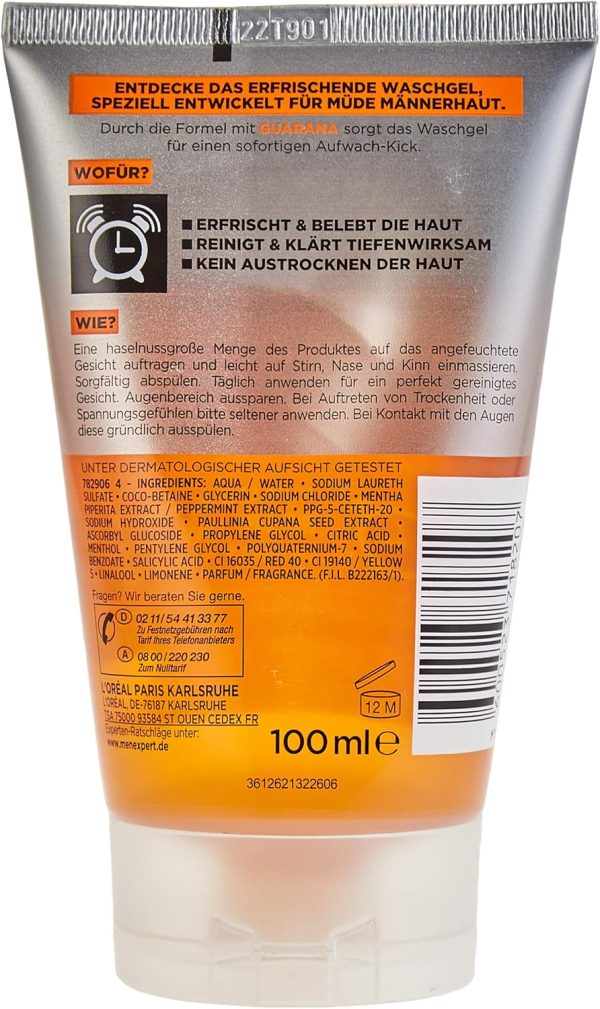 22T901
ENTDECKE DAS ERFRISCHENDE WASCHGEL,
SPEZIELL ENTWICKELT FÜR MÜDE MÄNNERHAUT.
Durch die Formel mit GUARANA sorgt das Waschgel
für einen sofortigen Aufwach-Kick.
WOFÜR?
■ ERFRISCHT & BELEBT DIE HAUT
■ REINIGT & KLÄRT TIEFENWIRKSAM
■ KEIN AUSTROCKNEN DER HAUT
WIE?
Eine haselnussgroße Menge des Produktes auf das angefeuchtete
Gesicht auftragen und leicht auf Stirn, Nase und Kinn einmassieren.
Sorgfältig abspülen. Täglich anwenden für ein perfekt gereinigtes
Gesicht. Augenbereich aussparen. Bei Auftreten von Trockenheit oder
Spannungsgefühlen bitte seltener anwenden. Bei Kontakt mit den Augen
diese gründlich ausspülen.
UNTER DERMATOLOGISCHER AUFSICHT GETESTET
782906 4 - INGREDIENTS: AQUA / WATER • SODIUM LAURETH
SULFATE • COCO-BETAINE • GLYCERIN • SODIUM CHLORIDE • MENTHA
PIPERITA EXTRACT / PEPPERMINT EXTRACT • PPG-5-CETETH-20 •
SODIUM HYDROXIDE • PAULLINIA CUPANA SEED EXTRACT •
ASCORBYL GLUCOSIDE • PROPYLENE GLYCOL • CITRIC ACID •
MENTHOL • PENTYLENE GLYCOL • POLYQUATERNIUM-7 • SODIUM
BENZOATE • SALICYLIC ACID • CI 16035 / RED 40 • CI 19140 / YELLOW
5 • LINALOOL • LIMONENE • PARFUM / FRAGRANCE. (F.I.L. B222163/1).
Fragen? Wir beraten Sie gerne.
D 02 11/54 41 33 77
Zu Festnetzgebühren nach
Tarif Ihres Telefonanbieters
A 08 00/220 230
Zum Nulltarif
L'ORÉAL PARIS KARLSRUHE
L'ORÉAL, DE-76187 KARLSRUHE
TSA 75000 93584 ST OUEN CEDEX FR
Experten-Ratschläge unter:
www.menexpert.de
12 M
100 ml e
3612621322606